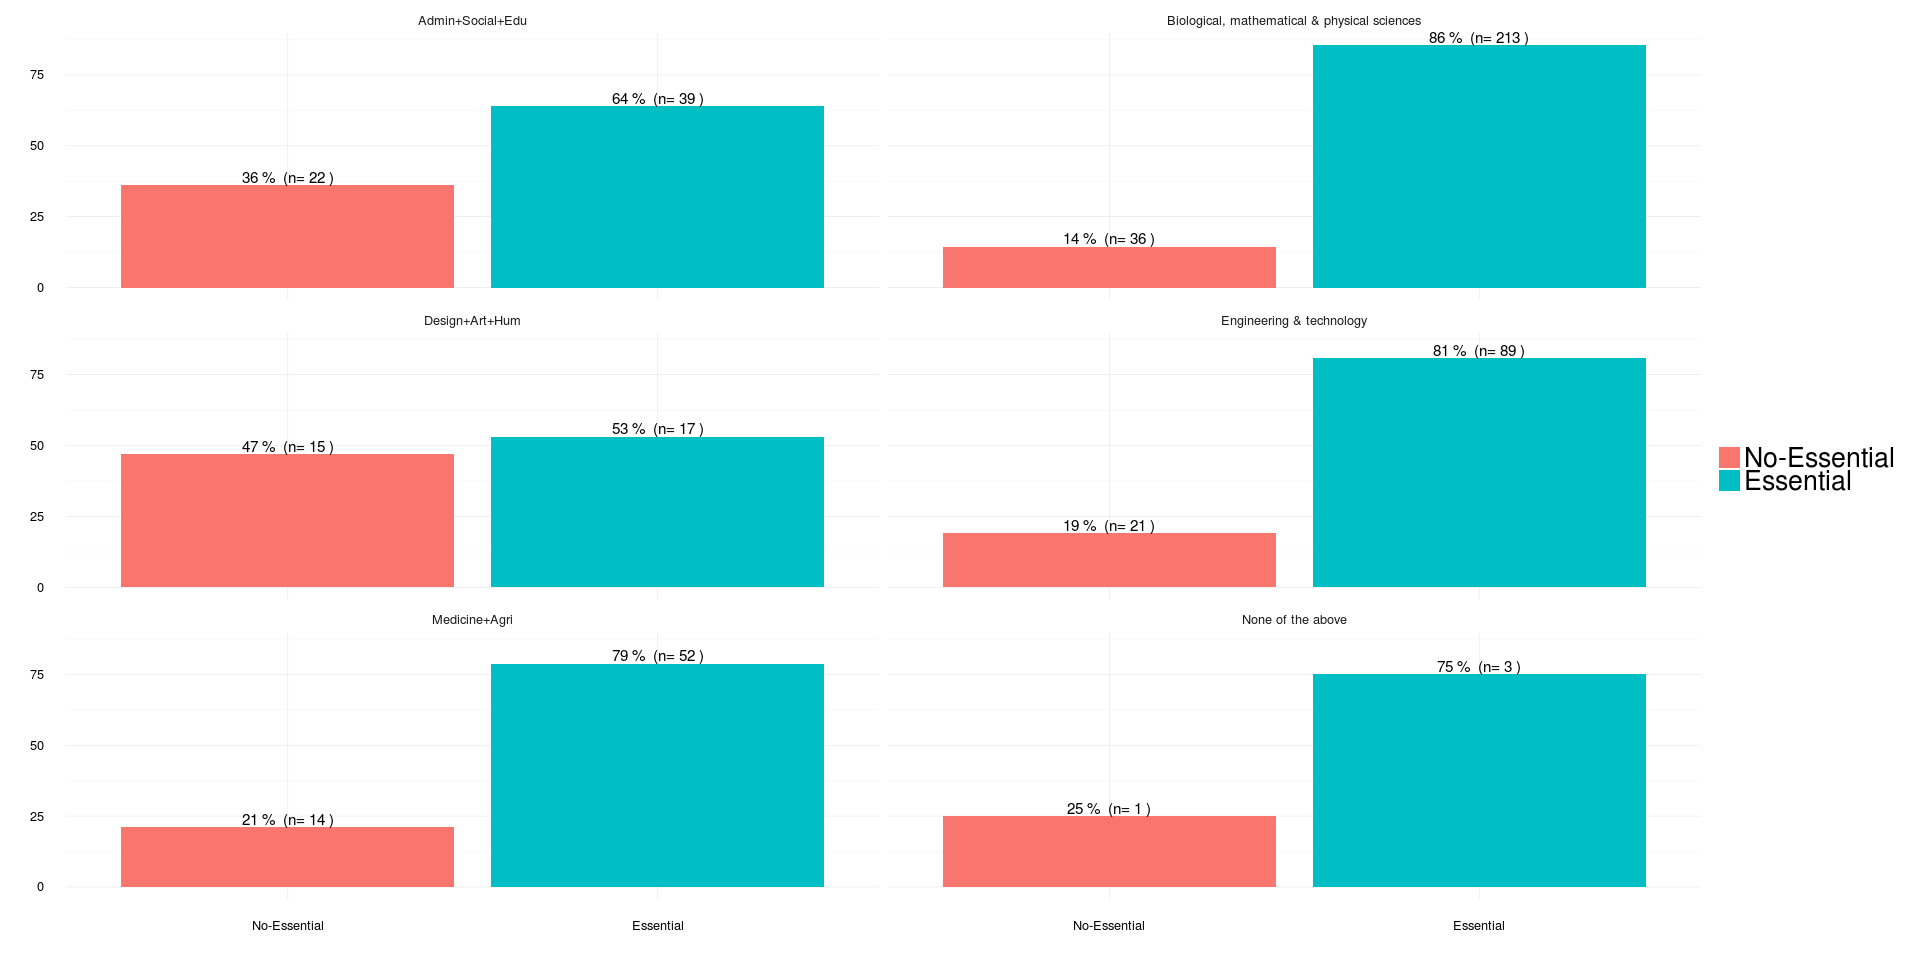 Admin+Social+Edu
Biological, mathematical & physical sciences
75
50
25
0
36 % (n= 22 )
64 % (n= 39 )
14 % (n= 36 )
86 % (n= 213 )
Design+Art+Hum
Engineering & technology
75
50
25
0
47 % (n= 15 )
53 % (n= 17 )
19 % (n= 21 )
81 % (n= 89 )
Medicine+Agri
None of the above
75
50
25
0
21 % (n= 14 )
79 % (n= 52 )
25 % (n= 1 )
75 % (n= 3 )
No-Essential
Essential
No-Essential
Essential
No-Essential
Essential